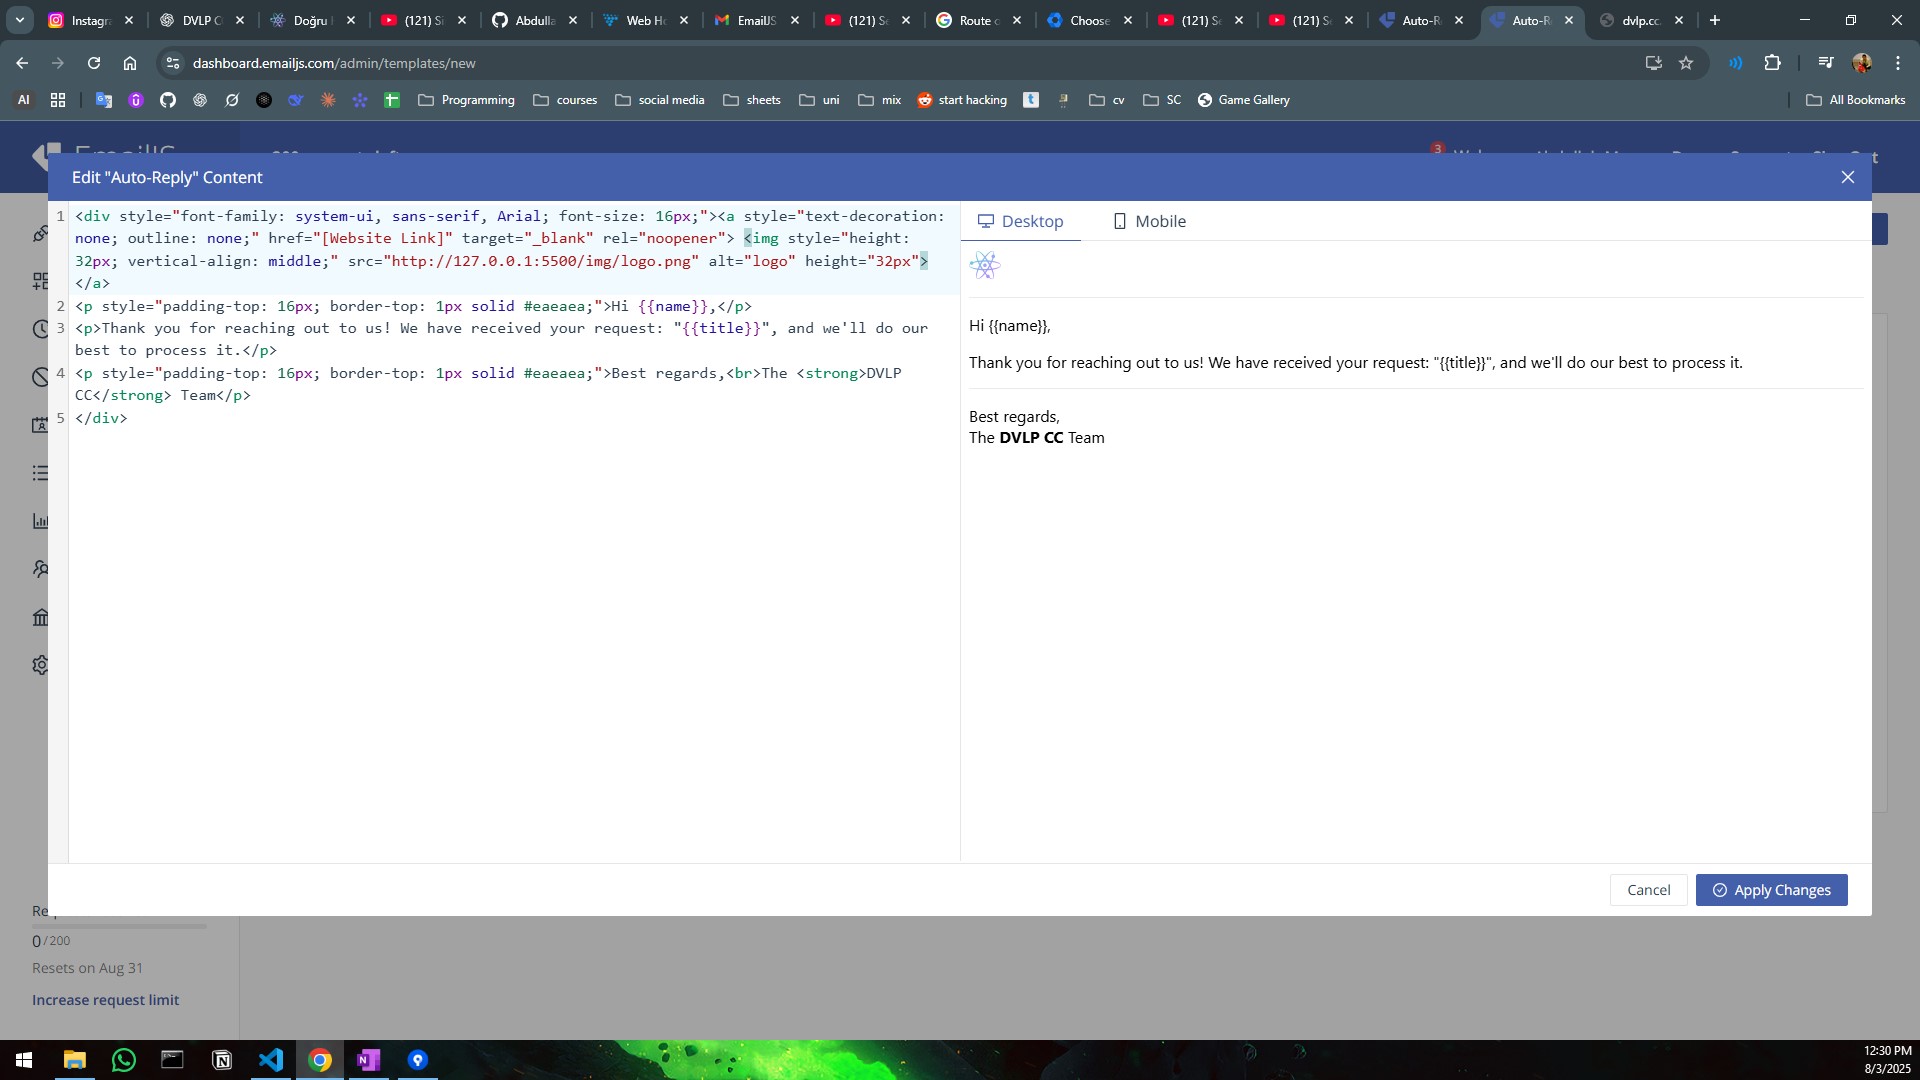 Instagra
DVLP C
Doğru
(121) Si
Abdulla
Web Ho
EmailJS
(121) Se
Route o
Choose
(121) Se
(121) Se
Auto-R
Auto-R
dvlp.cc
dashboard.emailjs.com/admin/templates/new
AI
Programming
courses
social media
sheets
uni
mix
start hacking
cv
SC
Game Gallery
All Bookmarks
EmailJS
3
Edit "Auto-Reply" Content
1 <div style="font-family: system-ui, sans-serif, Arial; font-size: 16px;"><a style="text-decoration:
none; outline: none;" href="[Website Link]" target="_blank" rel="noopener"> <img style="height:
32px; vertical-align: middle;" src="http://127.0.0.1:5500/img/logo.png" alt="logo" height="32px">
</a>
2 <p style="padding-top: 16px; border-top: 1px solid #eaeaea;">Hi {{name}},</p>
3 <p>Thank you for reaching out to us! We have received your request: "{{title}}", and we'll do our
best to process it.</p>
4 <p style="padding-top: 16px; border-top: 1px solid #eaeaea;">Best regards,<br>The <strong>DVLP
CC</strong> Team</p>
5 </div>
Desktop
Mobile
Hi {{name}},
Thank you for reaching out to us! We have received your request: "{{title}}", and we'll do our best to process it.
Best regards,
The DVLP CC Team
Cancel
Apply Changes
0/200
Resets on Aug 31
Increase request limit
12:30 PM
8/3/2025